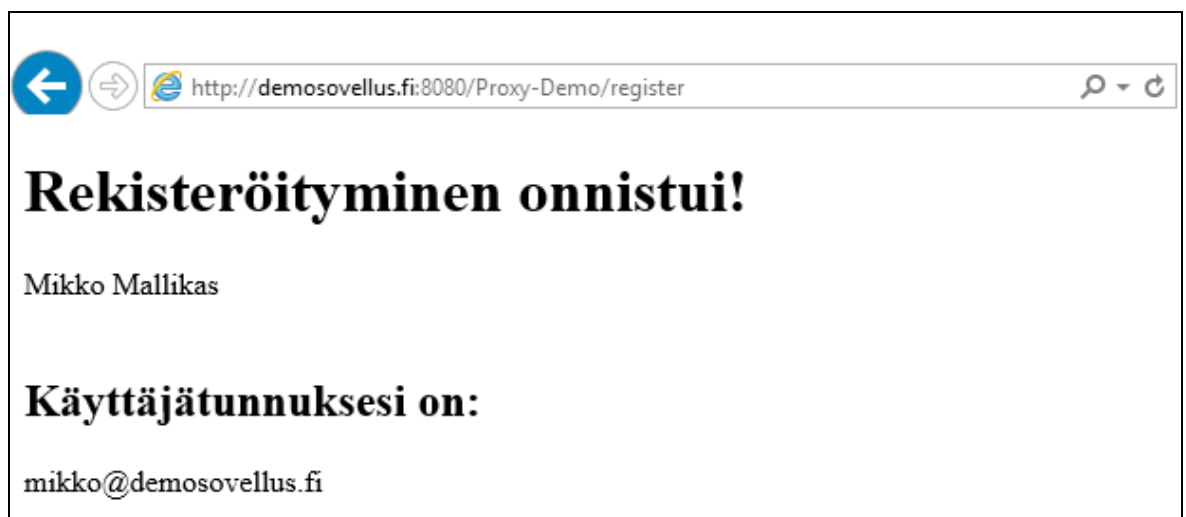 http://demosovellus.fi:8080/Proxy-Demo/register
Rekisteröityminen onnistui!
Mikko Mallikas
Käyttäjätunnuksesi on:
mikko@demosovellus.fi